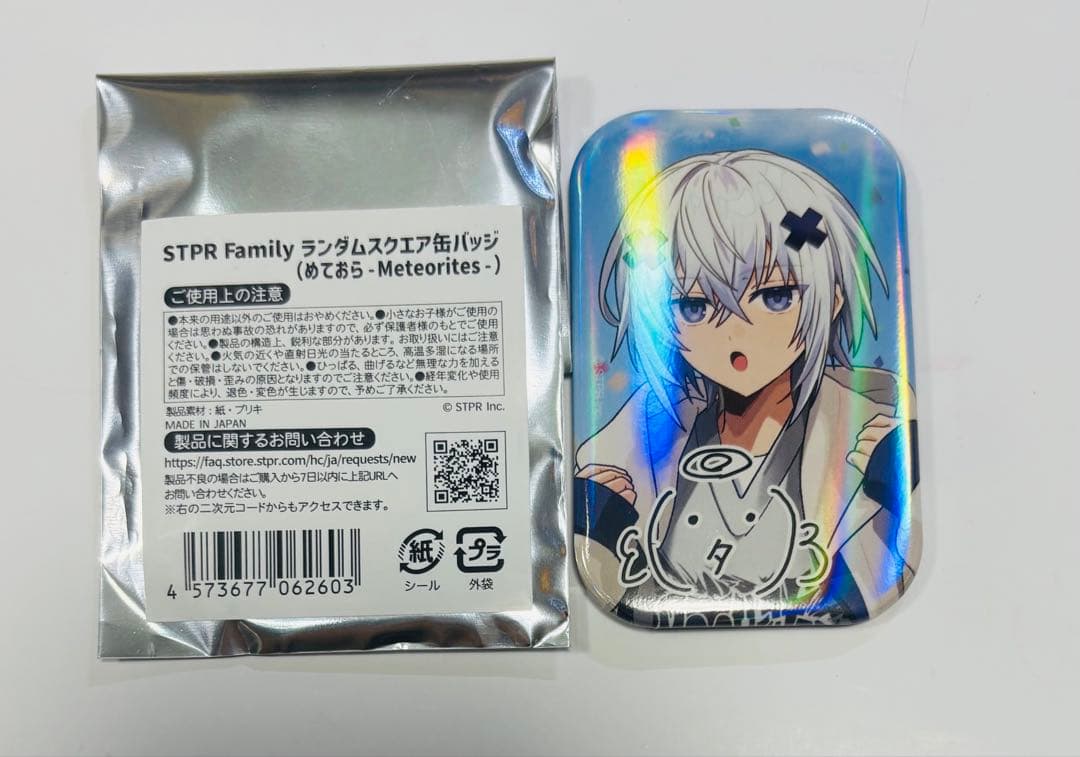 STPR Family ランダムスクエア缶バッジ
（めておら - Meteorites - ）
ご使用上の注意
●本来の用途以外のご使用はおやめください。●小さなお子様がご使用の
場合は思わぬ事故の恐れがありますので、必ず保護者様のもとでご使用
ください。●製品の構造上、鋭利な部分があります。お取り扱いにはご注意
ください。●火気の近くや直射日光の当たるところ、高温多湿になる場所
での保管はしないでください。●ひっぱる、曲げるなど無理な力を加える
と傷・破損・歪みの原因となりますのでご注意ください。●経年変化や使用
頻度により、退色・変色が生じますので、予めご了承ください。
製品素材：紙・ブリキ
© STPR Inc.
MADE IN JAPAN
製品に関するお問い合わせ
https://faq.store.stpr.com/hc/ja/requests/new
製品不良の場合はご購入から7日以内に上記URLへ
お問い合わせください。
※右の二次元コードからもアクセスできます。
4 573677 062603
紙
シール
プラ
外袋
タ